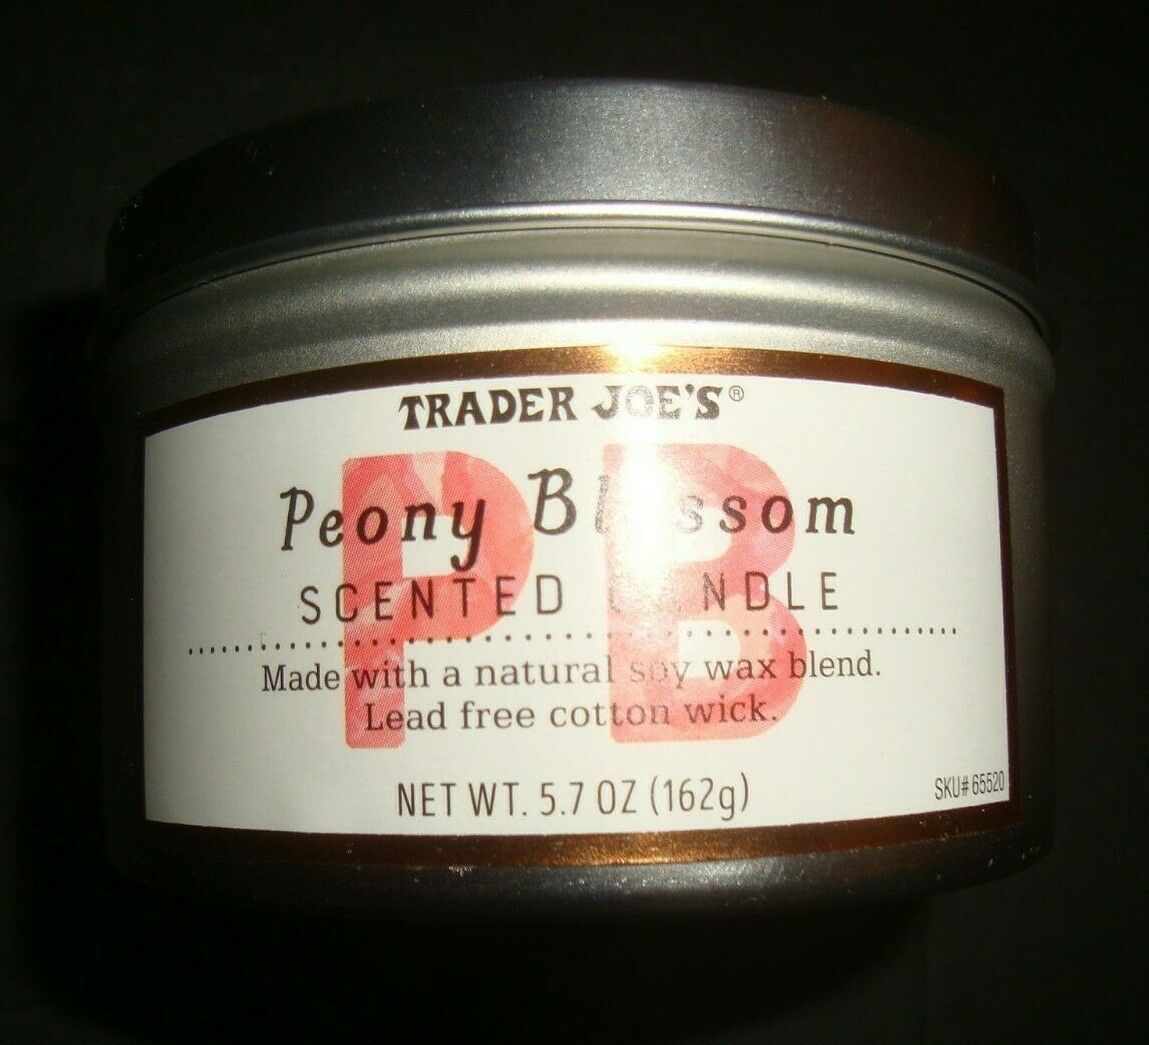 TRADER JOE'S®
PB
Peony Blossom
SCENTED CANDLE
Made with a natural soy wax blend.
Lead free cotton wick.
NET WT. 5.7 OZ (162g)
SKU# 65520